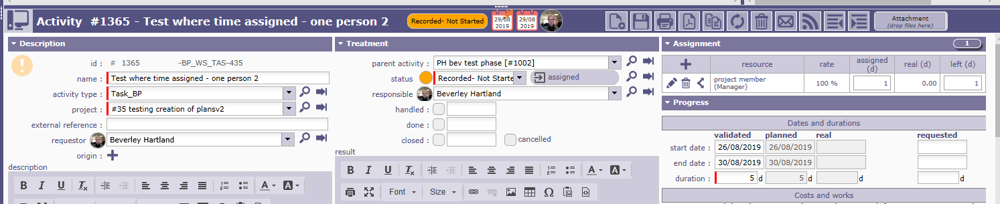 Activity #1365 - Test where time assigned - one person 2
Recorded- Not Started
29/08
2019
29/08
2019
Attachment
(drop files here)
Description
id : # 1365 -BP_WS_TAS-435
name : Test where time assigned - one person 2
activity type : Task_BP
project : #35 testing creation of plansv2
external reference :
requestor Beverley Hartland
origin :
description
B I U Tx A A
Treatment
parent activity : PH bev test phase [#1002]
status Recorded- Not Starte assigned
responsible Beverley Hartland
handled :
done :
closed : cancelled
result
B I U Tx A A
Font Size Ω
Assignment 1
resource rate assigned (d) real (d) left (d)
project member (Manager) 100 % 1 0.00 1
Progress
Dates and durations
validated planned real requested
start date : 26/08/2019 26/08/2019
end date : 30/08/2019 30/08/2019
duration : 5 d 5 d d d
Costs and works